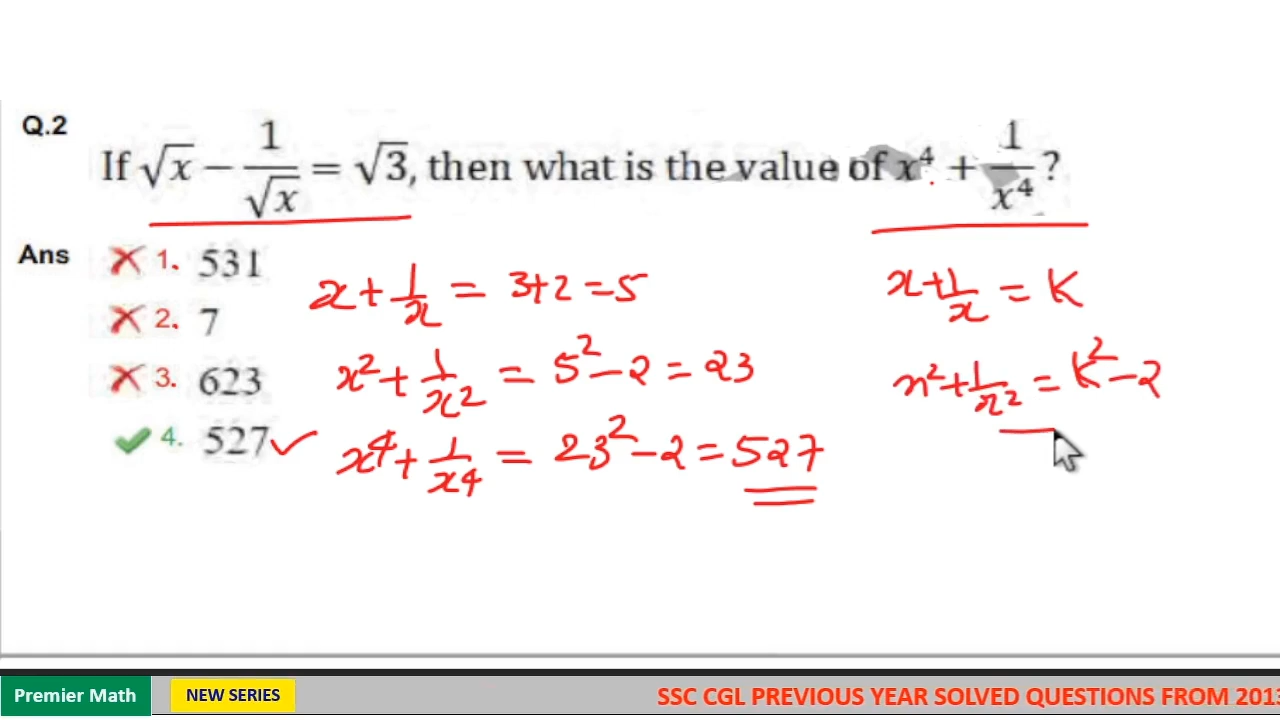 Q.2
If √x − 1/√x = √3, then what is the value of x⁴ + 1/x⁴ ?
Ans
1. 531
2. 7
3. 623
4. 527
x + 1/x = 3+2 = 5
x² + 1/x² = 5² − 2 = 23
x⁴ + 1/x⁴ = 23² − 2 = 527
x + 1/x = K
x² + 1/x² = K² − 2
Premier Math
NEW SERIES
SSC CGL PREVIOUS YEAR SOLVED QUESTIONS FROM 2013